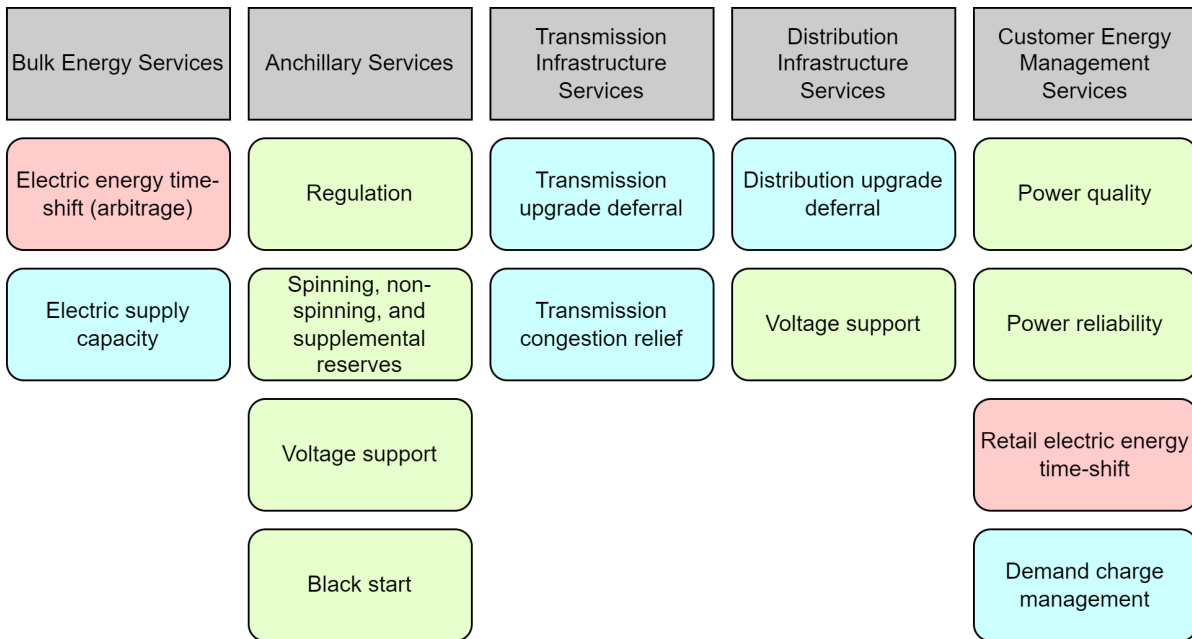 Bulk Energy Services
Anchillary Services
Transmission
Infrastructure
Services
Distribution
Infrastructure
Services
Customer Energy
Management
Services
Electric energy time-
shift (arbitrage)
Regulation
Transmission
upgrade deferral
Distribution upgrade
deferral
Power quality
Electric supply
capacity
Spinning, non-
spinning, and
supplemental
reserves
Transmission
congestion relief
Voltage support
Power reliability
Voltage support
Retail electric energy
time-shift
Black start
Demand charge
management